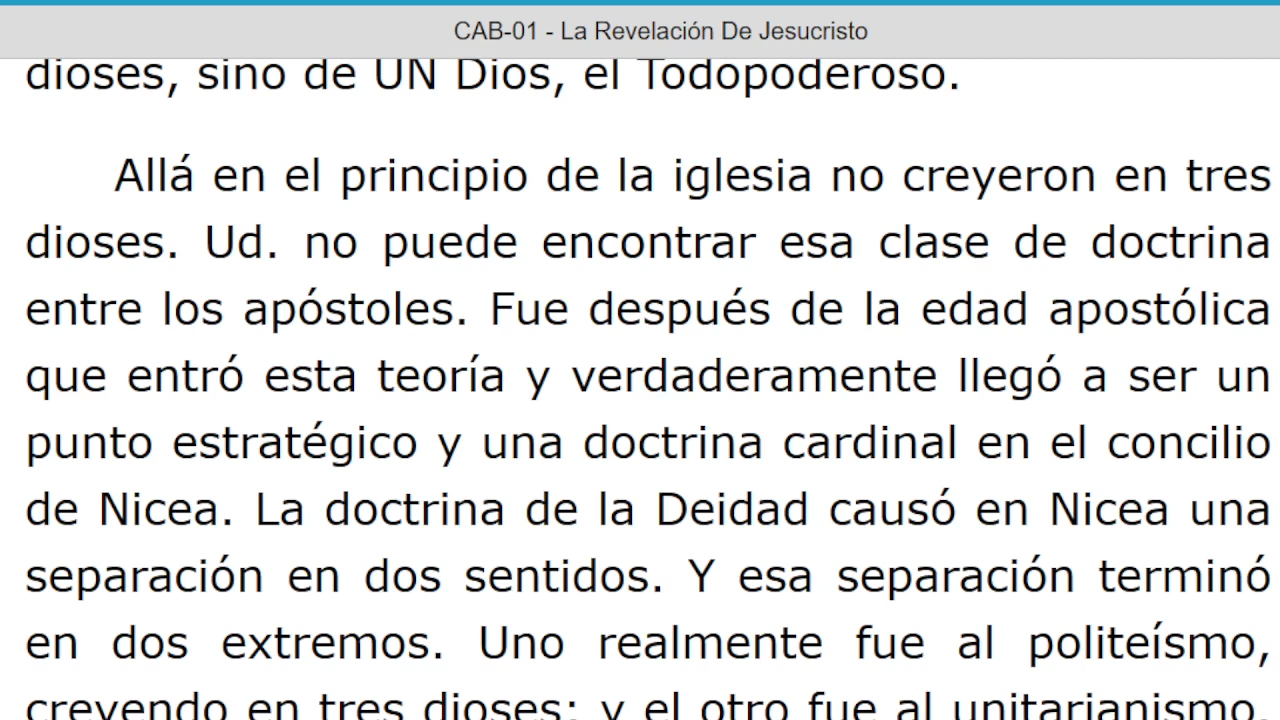 CAB-01 - La Revelación De Jesucristo
dioses, sino de UN Dios, el Todopoderoso.
Allá en el principio de la iglesia no creyeron en tres
dioses. Ud. no puede encontrar esa clase de doctrina
entre los apóstoles. Fue después de la edad apostólica
que entró esta teoría y verdaderamente llegó a ser un
punto estratégico y una doctrina cardinal en el concilio
de Nicea. La doctrina de la Deidad causó en Nicea una
separación en dos sentidos. Y esa separación terminó
en dos extremos. Uno realmente fue al politeísmo,
creyendo en tres dioses; y el otro fue al unitarianismo.